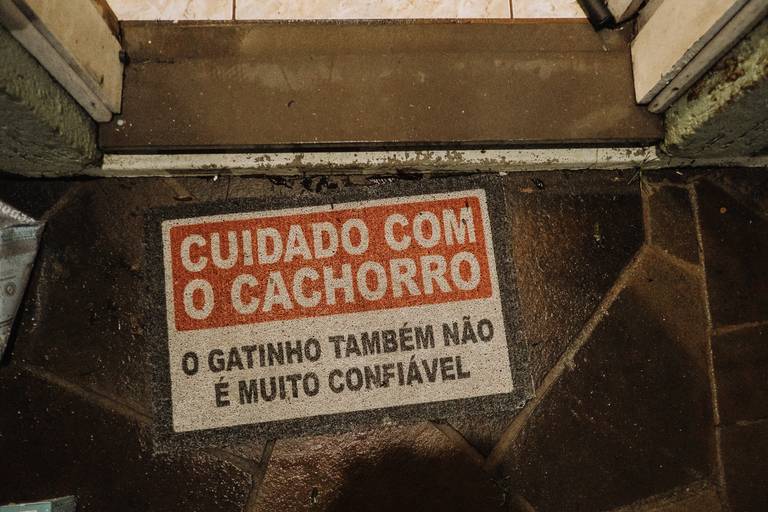 CUIDADO COM
O CACHORRO
O GATINHO TAMBÉM NÃO
É MUITO CONFIÁVEL